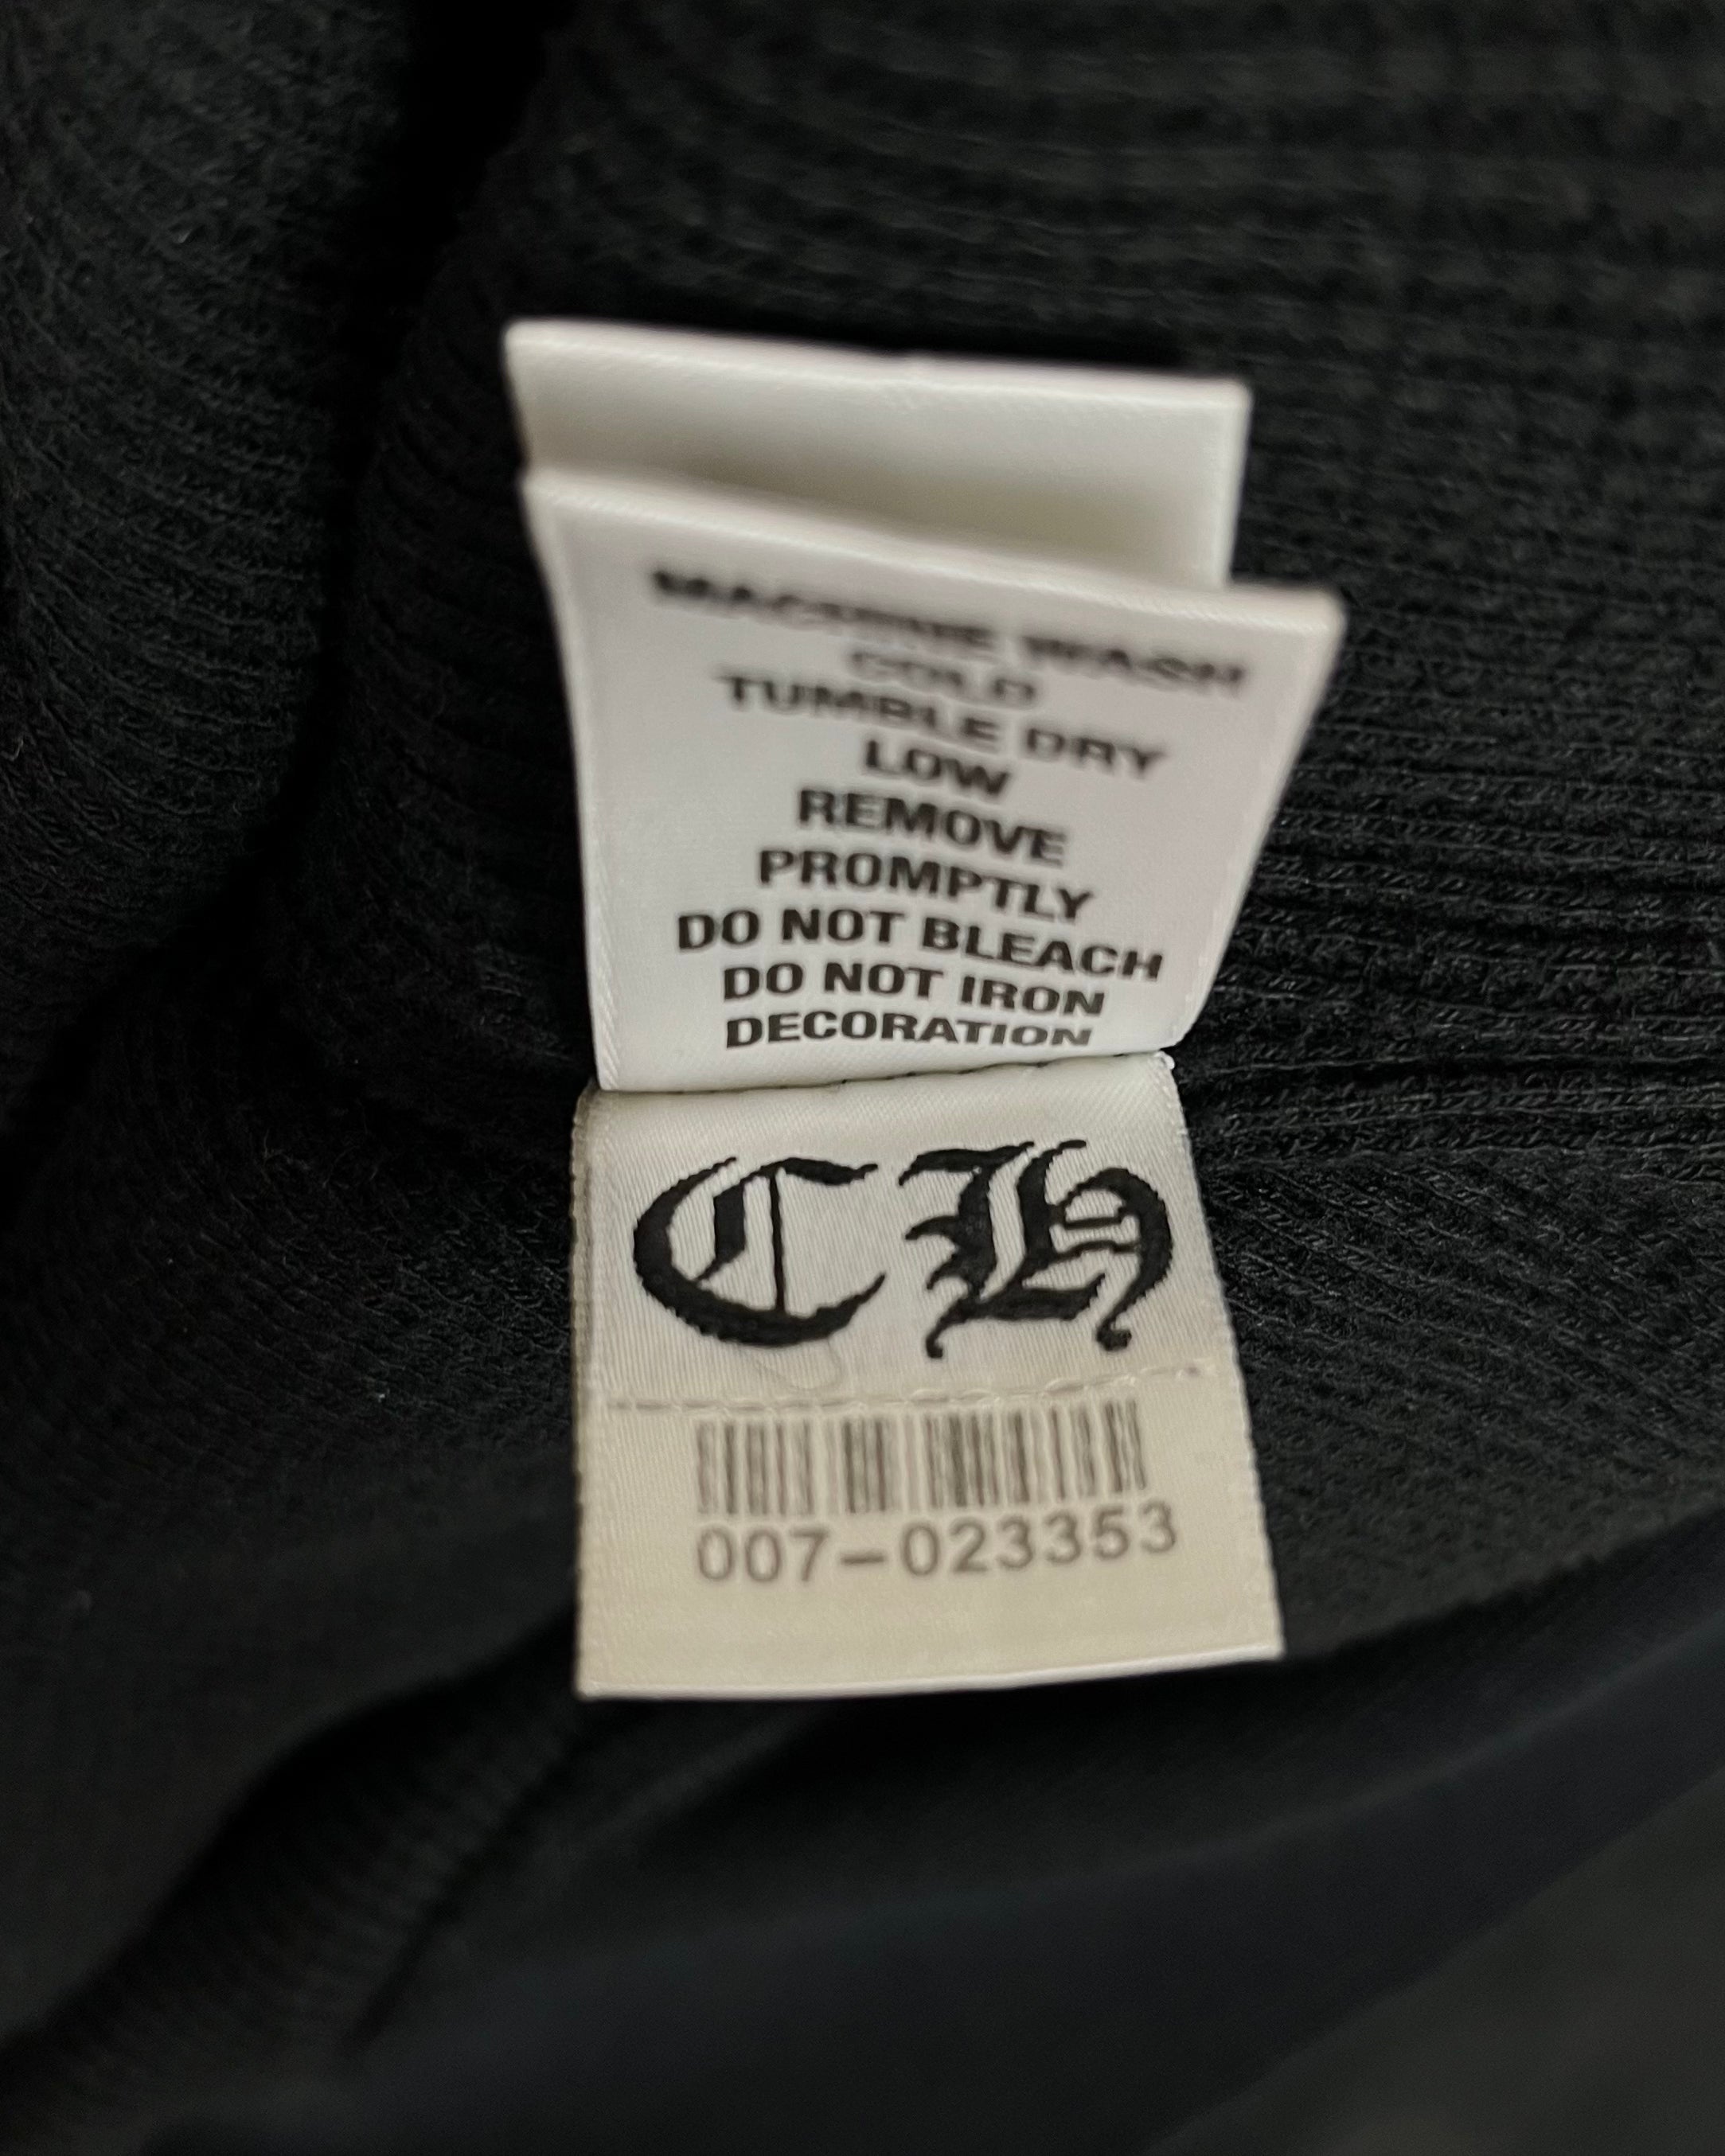 MACHINE WASH
COLD
TUMBLE DRY
LOW
REMOVE
PROMPTLY
DO NOT BLEACH
DO NOT IRON
DECORATION
CH
007-023353